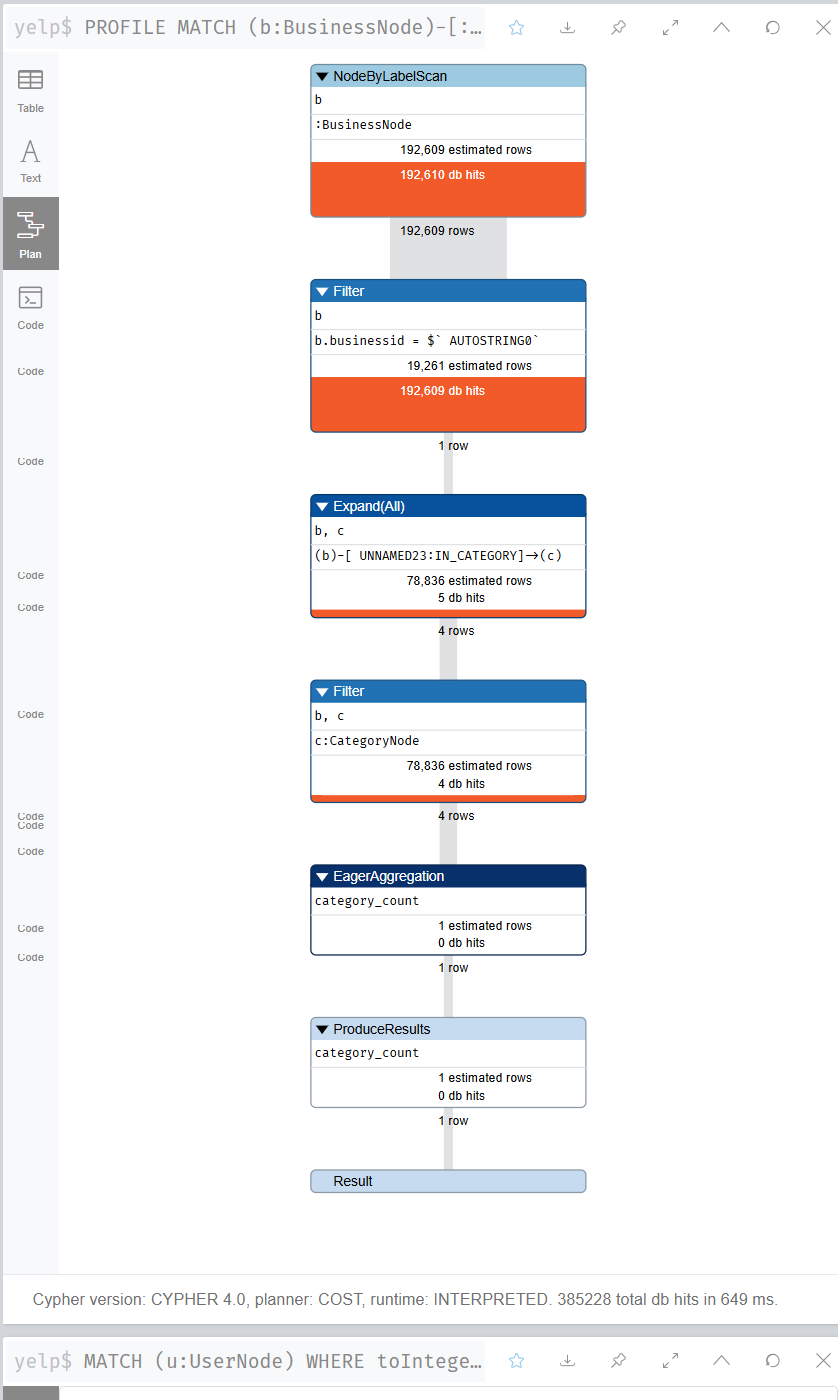 yelp$ PROFILE MATCH (b:BusinessNode)-[:…
Table
Text
Plan
Code
Code
Code
Code
Code
Code
Code
Code
Code
Code
Code
NodeByLabelScan
b
:BusinessNode
192,609 estimated rows
192,610 db hits
192,609 rows
Filter
b
b.businessid = $` AUTOSTRING0`
19,261 estimated rows
192,609 db hits
1 row
Expand(All)
b, c
(b)-[ UNNAMED23:IN_CATEGORY]->(c)
78,836 estimated rows
5 db hits
4 rows
Filter
b, c
c:CategoryNode
78,836 estimated rows
4 db hits
4 rows
EagerAggregation
category_count
1 estimated rows
0 db hits
1 row
ProduceResults
category_count
1 estimated rows
0 db hits
1 row
Result
Cypher version: CYPHER 4.0, planner: COST, runtime: INTERPRETED. 385228 total db hits in 649 ms.
yelp$ MATCH (u:UserNode) WHERE toIntege…